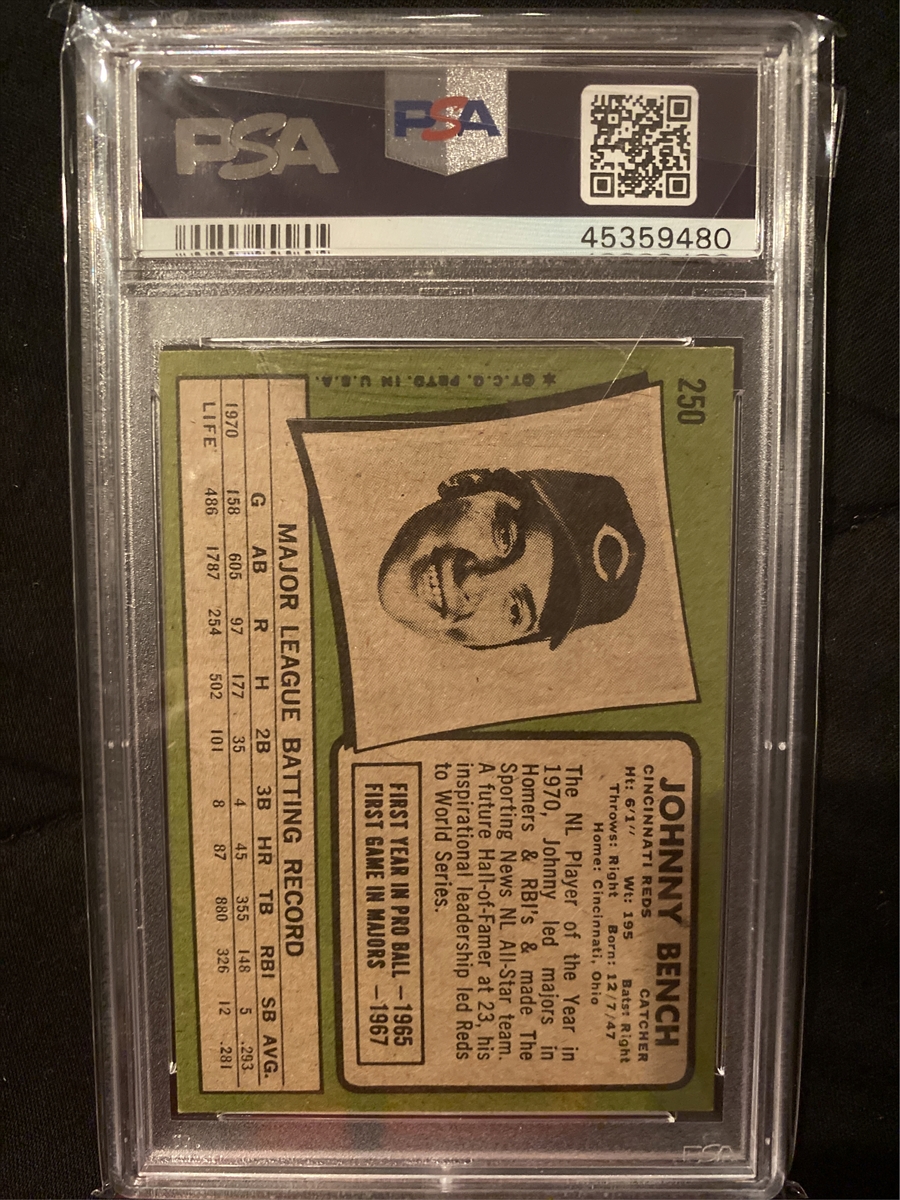 PSA
PSA
45359480
250
★ ©T.C.G. PRTD. IN U.S.A.
C
JOHNNY BENCH
CINCINNATI REDS CATCHER
Ht: 6'1" Wt: 195 Bats: Right
Throws: Right Born: 12/7/47
Home: Cincinnati, Ohio
The NL Player of the Year in
1970, Johnny led majors in
Homers & RBI's & made The
Sporting News NL All-Star team.
A future Hall-of-Famer at 23, his
inspirational leadership led Reds
to World Series.
FIRST YEAR IN PRO BALL —1965
FIRST GAME IN MAJORS —1967
MAJOR LEAGUE BATTING RECORD
G AB R H 2B 3B HR TB RBI SB AVG.
1970 158 605 97 177 35 4 45 355 148 5 .293
LIFE 486 1787 254 502 101 8 87 880 326 12 .281
PSA